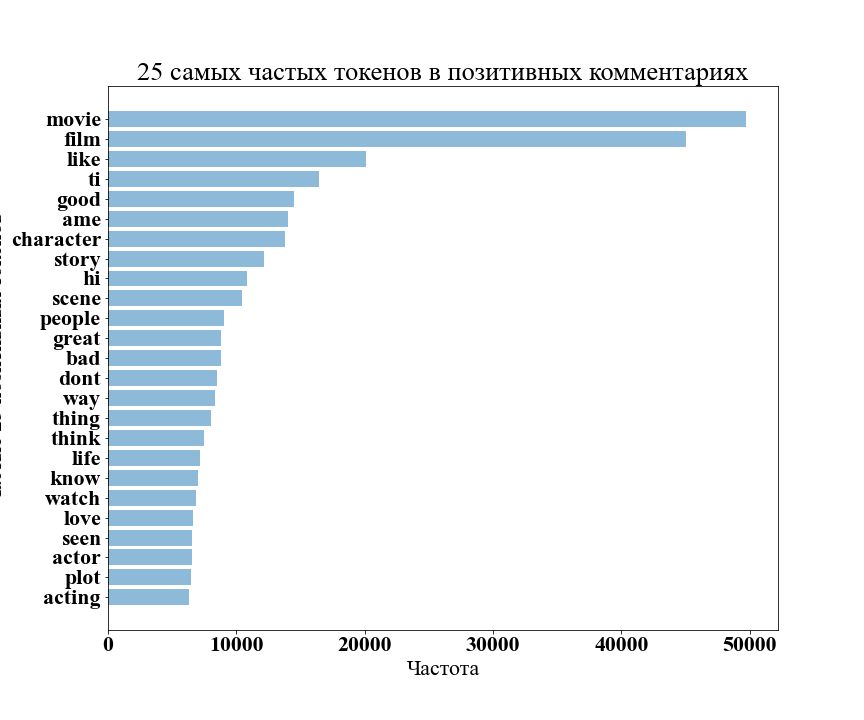 25 самых частых токенов в позитивных комментариях
movie
film
like
ti
good
ame
character
story
hi
scene
people
great
bad
dont
way
thing
think
life
know
watch
love
seen
actor
plot
acting
0 10000 20000 30000 40000 50000
Частота